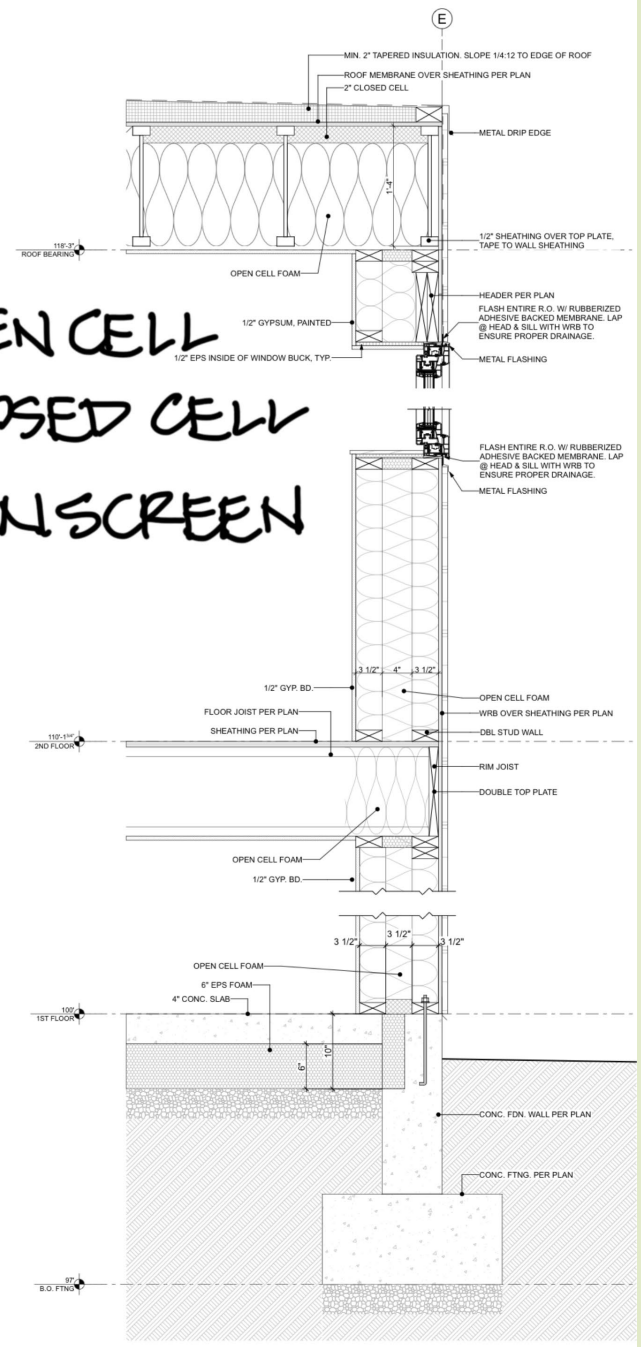 E
MIN. 2" TAPERED INSULATION. SLOPE 1/4:12 TO EDGE OF ROOF
ROOF MEMBRANE OVER SHEATHING PER PLAN
2" CLOSED CELL
METAL DRIP EDGE
1'-4"
1/2" SHEATHING OVER TOP PLATE,
TAPE TO WALL SHEATHING
118'-3"
ROOF BEARING
OPEN CELL FOAM
HEADER PER PLAN
FLASH ENTIRE R.O. W/ RUBBERIZED
ADHESIVE BACKED MEMBRANE. LAP
@ HEAD & SILL WITH WRB TO
ENSURE PROPER DRAINAGE.
1/2" GYPSUM, PAINTED
1/2" EPS INSIDE OF WINDOW BUCK, TYP.
METAL FLASHING
EN CELL
OSED CELL
NSCREEN
FLASH ENTIRE R.O. W/ RUBBERIZED
ADHESIVE BACKED MEMBRANE. LAP
@ HEAD & SILL WITH WRB TO
ENSURE PROPER DRAINAGE.
METAL FLASHING
3 1/2" 4" 3 1/2"
1/2" GYP. BD.
OPEN CELL FOAM
FLOOR JOIST PER PLAN
WRB OVER SHEATHING PER PLAN
SHEATHING PER PLAN
DBL STUD WALL
110'-1 3/4"
2ND FLOOR
RIM JOIST
DOUBLE TOP PLATE
OPEN CELL FOAM
1/2" GYP. BD.
3 1/2" 3 1/2" 3 1/2"
OPEN CELL FOAM
6" EPS FOAM
4" CONC. SLAB
100'
1ST FLOOR
6"
10"
CONC. FDN. WALL PER PLAN
CONC. FTNG. PER PLAN
97'
B.O. FTNG